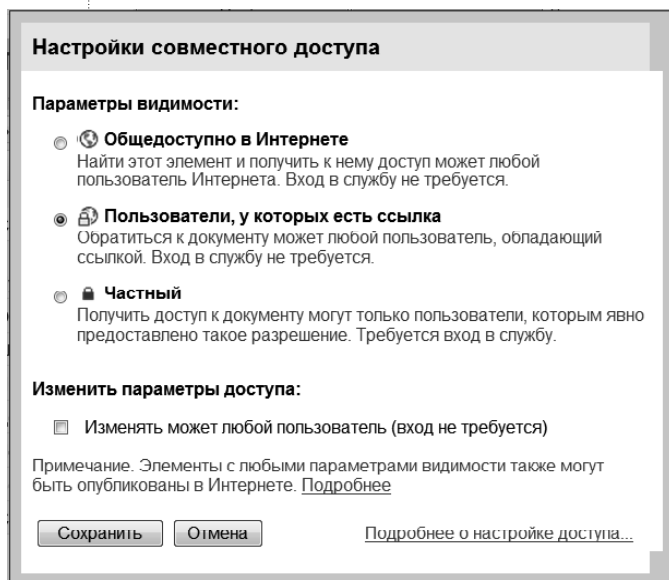 Настройки совместного доступа
Параметры видимости:
Общедоступно в Интернете
Найти этот элемент и получить к нему доступ может любой
пользователь Интернета. Вход в службу не требуется.
Пользователи, у которых есть ссылка
Обратиться к документу может любой пользователь, обладающий
ссылкой. Вход в службу не требуется.
Частный
Получить доступ к документу могут только пользователи, которым явно
предоставлено такое разрешение. Требуется вход в службу.
Изменить параметры доступа:
Изменять может любой пользователь (вход не требуется)
Примечание. Элементы с любыми параметрами видимости также могут
быть опубликованы в Интернете. Подробнее
Сохранить Отмена Подробнее о настройке доступа...